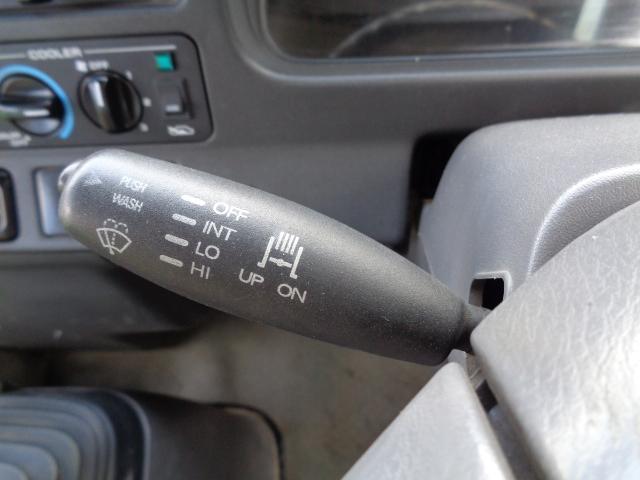 COOLER
OFF
PUSH
WASH
OFF
INT
LO
HI
UP ON